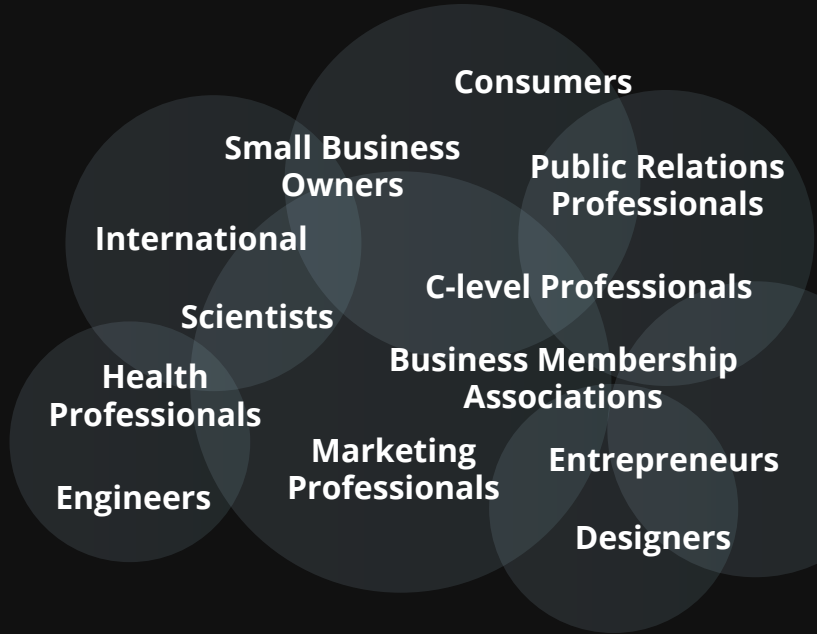 Consumers
Small Business
Owners
Public Relations
Professionals
International
C-level Professionals
Scientists
Business Membership
Associations
Health
Professionals
Marketing
Professionals
Entrepreneurs
Engineers
Designers